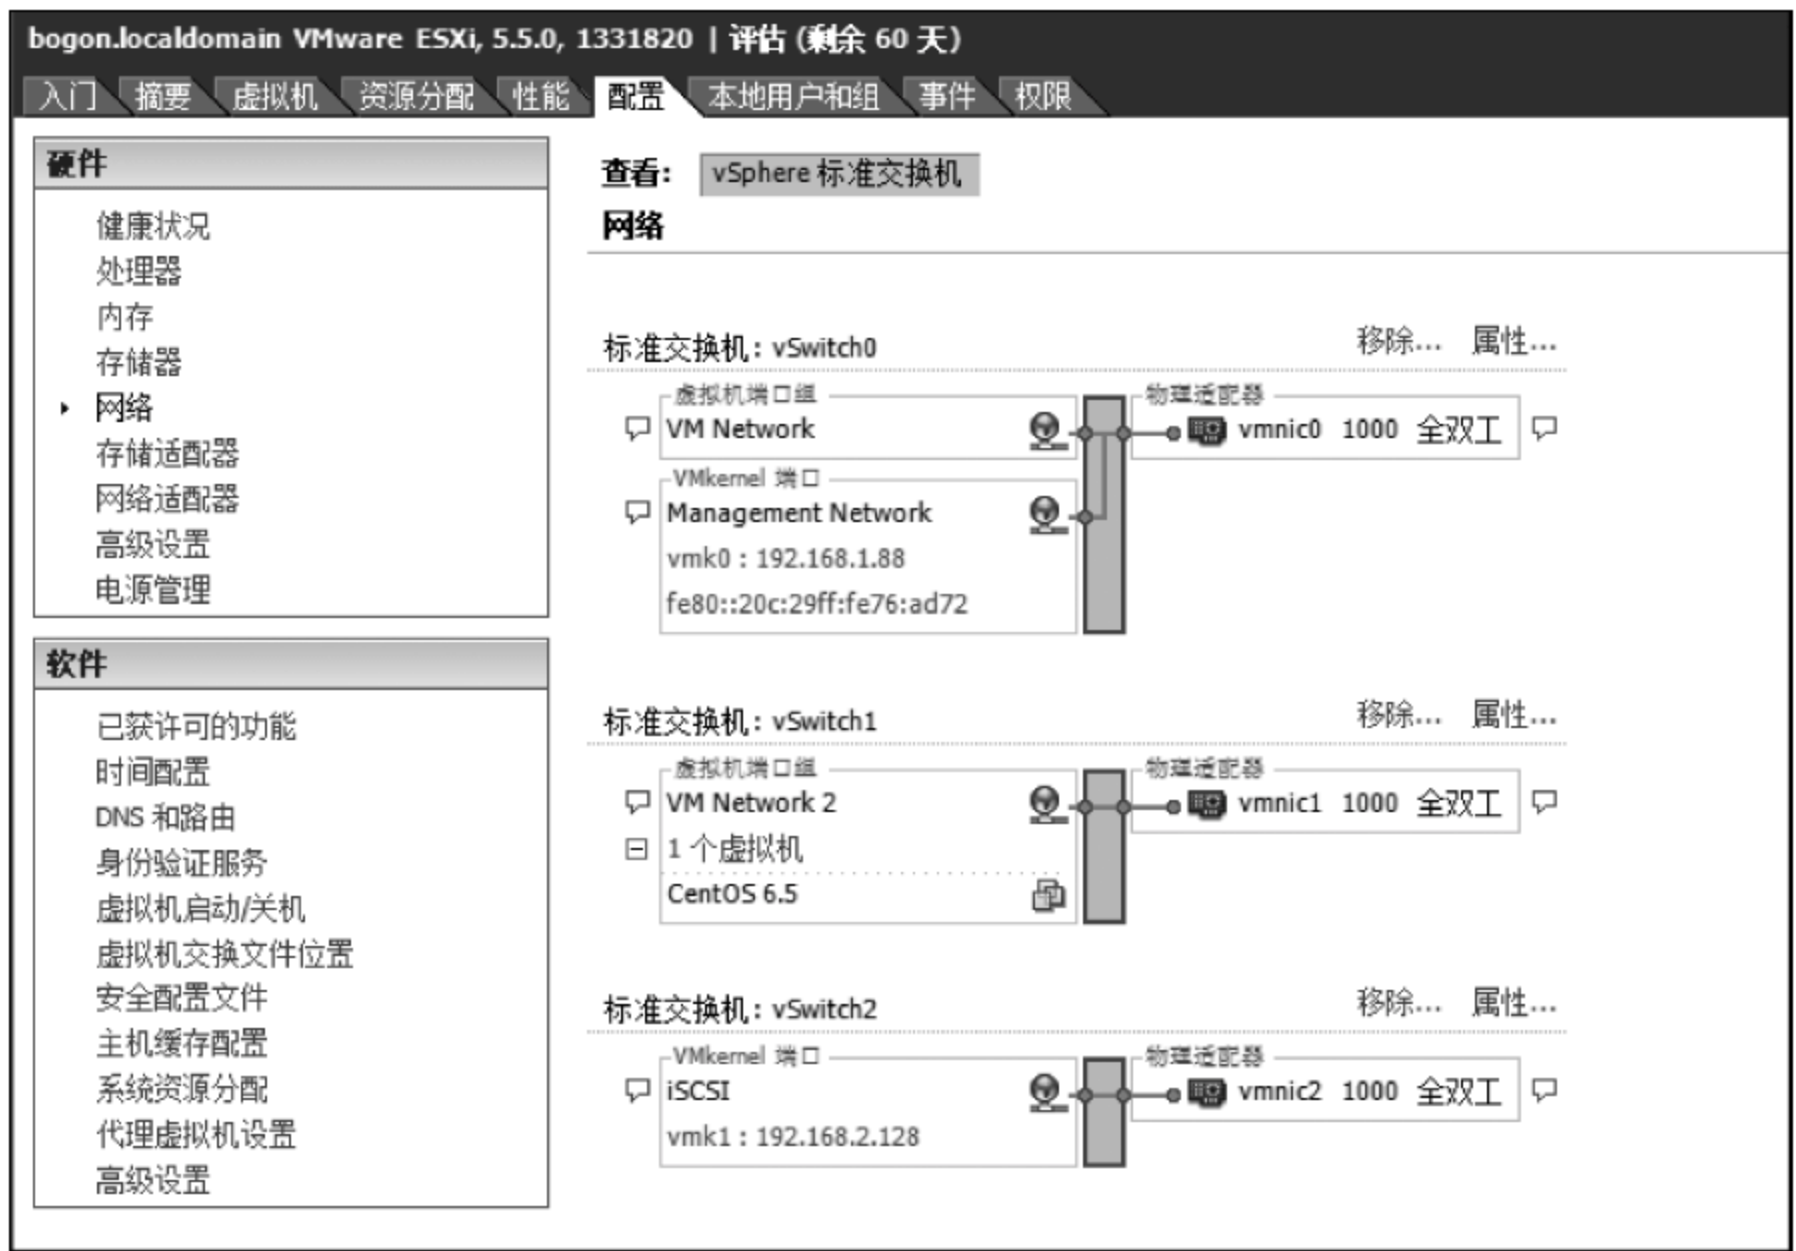 bogon.localdomain VMware ESXi, 5.5.0, 1331820 | 评估 (剩余 60 天)
入门 摘要 虚拟机 资源分配 性能 配置 本地用户和组 事件 权限
硬件
健康状况
处理器
内存
存储器
网络
存储适配器
网络适配器
高级设置
电源管理
软件
已获许可的功能
时间配置
DNS 和路由
身份验证服务
虚拟机启动/关机
虚拟机交换文件位置
安全配置文件
主机缓存配置
系统资源分配
代理虚拟机设置
高级设置
查看: vSphere 标准交换机
网络
标准交换机: vSwitch0 移除... 属性...
虚拟机端口组 物理适配器
VM Network vmnic0 1000 全双工
VMkernel 端口
Management Network
vmk0 : 192.168.1.88
fe80::20c:29ff:fe76:ad72
标准交换机: vSwitch1 移除... 属性...
虚拟机端口组 物理适配器
VM Network 2 vmnic1 1000 全双工
1 个虚拟机
CentOS 6.5
标准交换机: vSwitch2 移除... 属性...
VMkernel 端口 物理适配器
iSCSI vmnic2 1000 全双工
vmk1 : 192.168.2.128